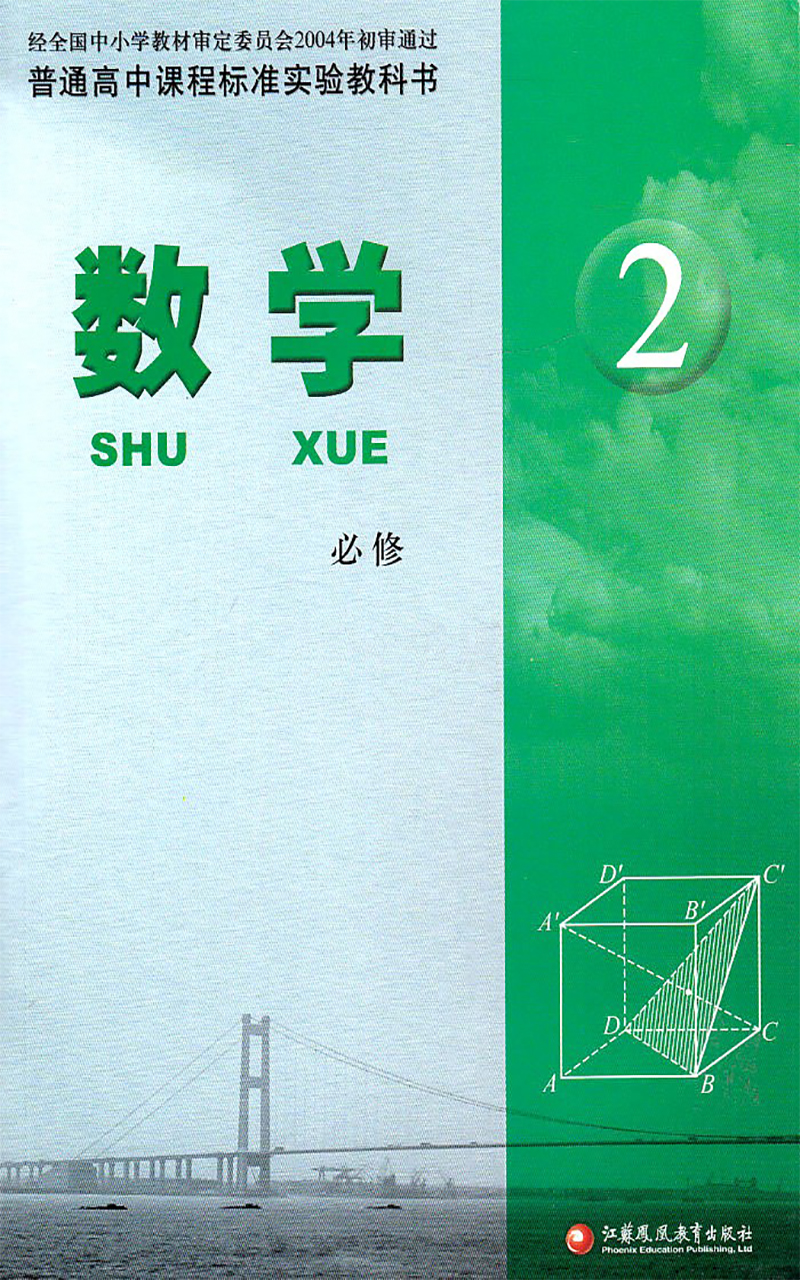 经全国中小学教材审定委员会2004年初审通过
普通高中课程标准实验教科书
数学
SHU XUE
必修
2
D' C'
A' B'
D C
A B
江苏凤凰教育出版社
Phoenix Education Publishing, Ltd